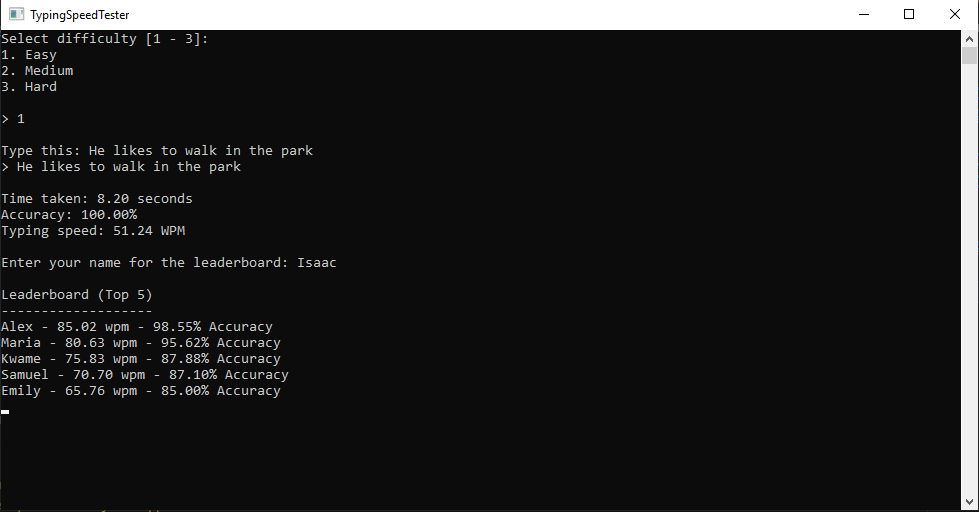 TypingSpeedTester
Select difficulty [1 - 3]:
1. Easy
2. Medium
3. Hard
> 1
Type this: He likes to walk in the park
> He likes to walk in the park
Time taken: 8.20 seconds
Accuracy: 100.00%
Typing speed: 51.24 WPM
Enter your name for the leaderboard: Isaac
Leaderboard (Top 5)
-------------------
Alex - 85.02 wpm - 98.55% Accuracy
Maria - 80.63 wpm - 95.62% Accuracy
Kwame - 75.83 wpm - 87.88% Accuracy
Samuel - 70.70 wpm - 87.10% Accuracy
Emily - 65.76 wpm - 85.00% Accuracy